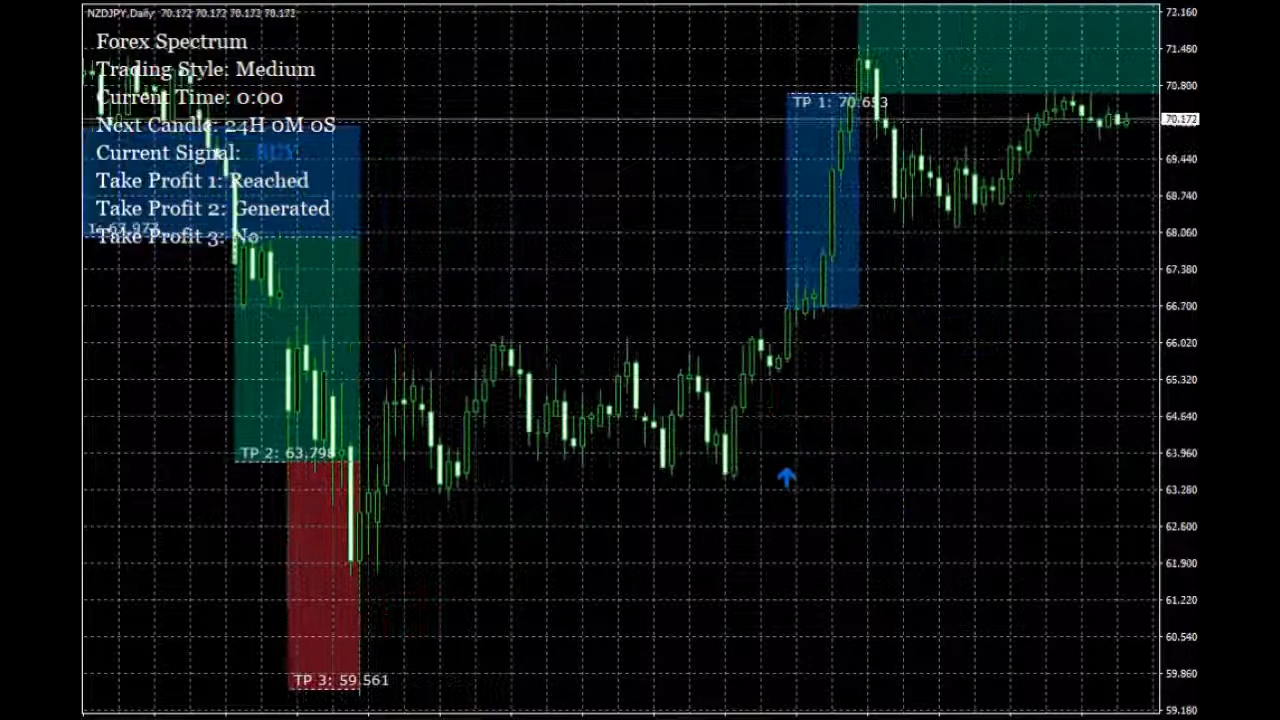 NZDJPY,Daily 70.172 70.172 70.172 70.172
Forex Spectrum
Trading Style: Medium
Current Time: 0:00
Next Candle: 24H 0M 0S
Current Signal: BUY
Take Profit 1: Reached
Take Profit 2: Generated
Take Profit 3: No
TP 1: 70.653
TP 2: 63.798
TP 3: 59.561
72.160
71.460
70.800
70.172
69.440
68.740
68.060
67.380
66.700
66.020
65.320
64.640
63.960
63.280
62.600
61.900
61.220
60.540
59.860
59.180